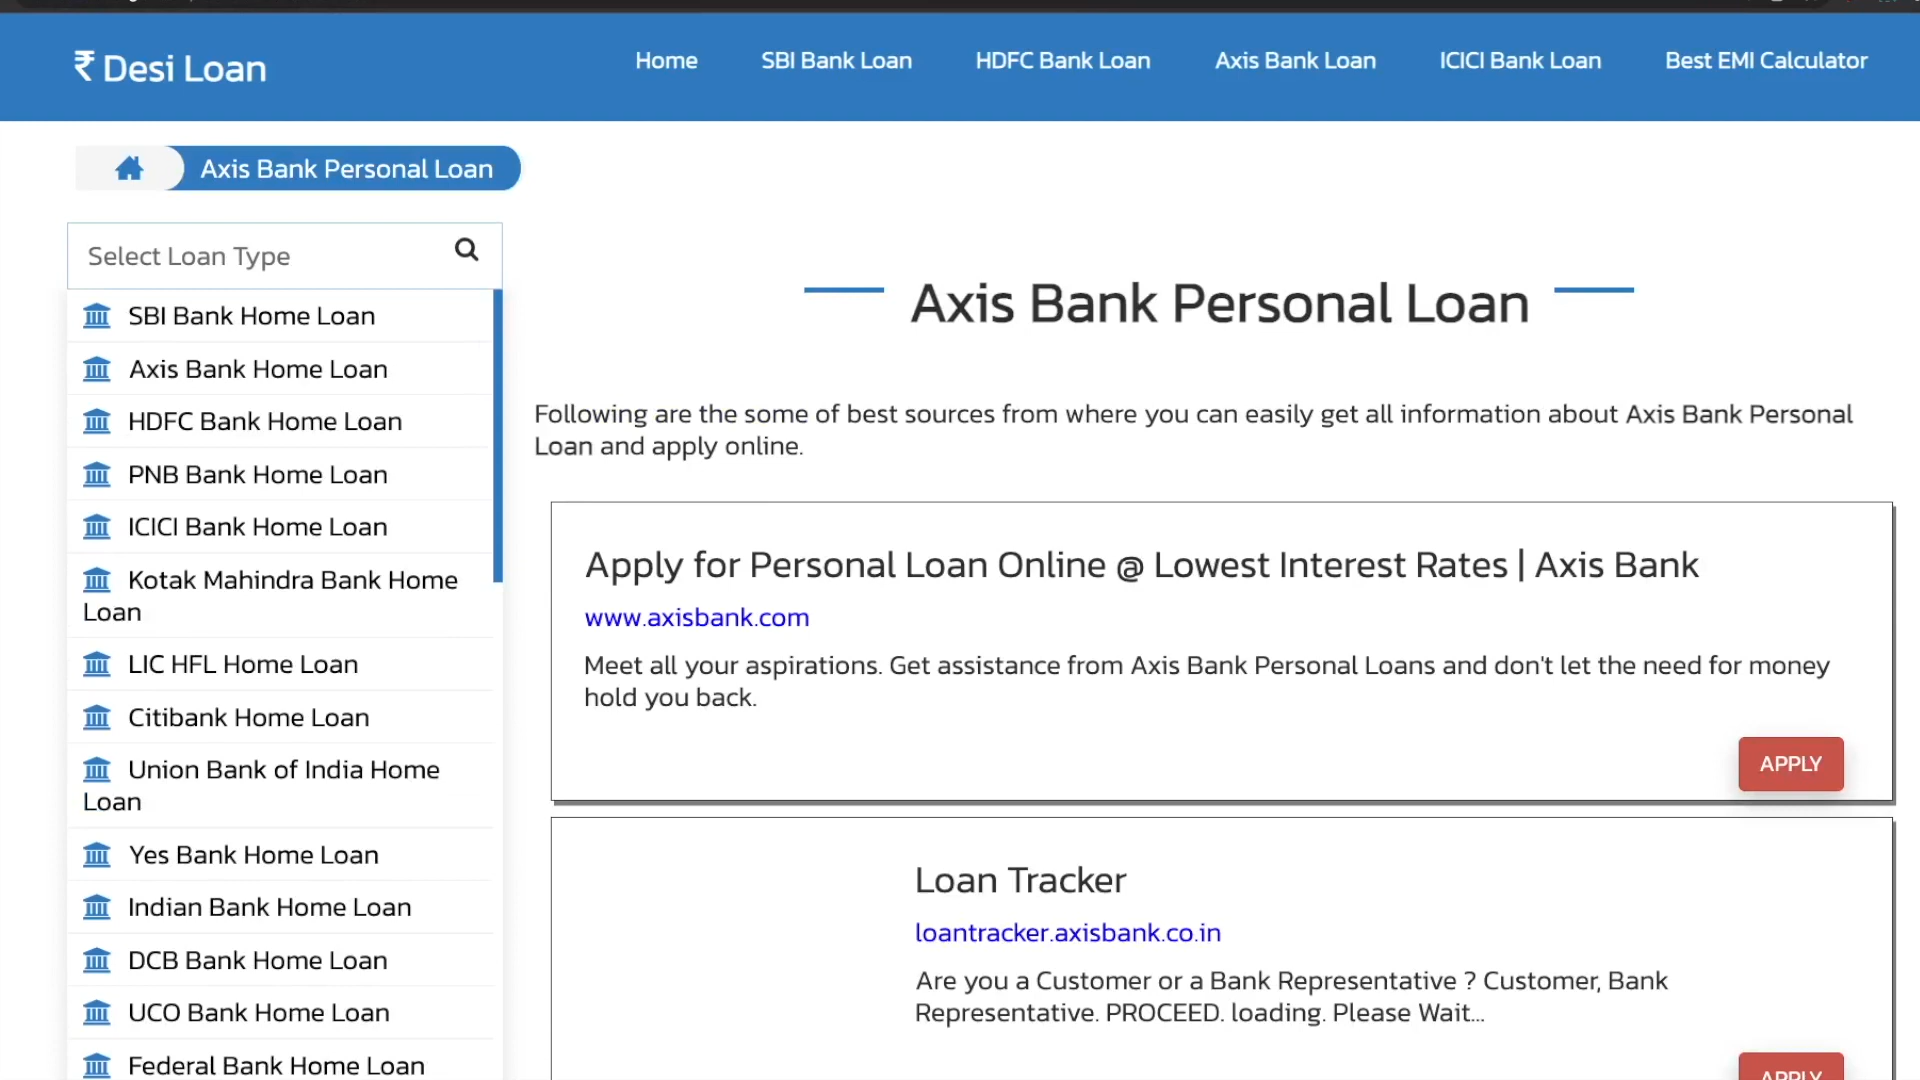 ₹ Desi Loan
Home
SBI Bank Loan
HDFC Bank Loan
Axis Bank Loan
ICICI Bank Loan
Best EMI Calculator
Axis Bank Personal Loan
Select Loan Type
SBI Bank Home Loan
Axis Bank Home Loan
HDFC Bank Home Loan
PNB Bank Home Loan
ICICI Bank Home Loan
Kotak Mahindra Bank Home
Loan
LIC HFL Home Loan
Citibank Home Loan
Union Bank of India Home
Loan
Yes Bank Home Loan
Indian Bank Home Loan
DCB Bank Home Loan
UCO Bank Home Loan
Federal Bank Home Loan
Axis Bank Personal Loan
Following are the some of best sources from where you can easily get all information about Axis Bank Personal
Loan and apply online.
Apply for Personal Loan Online @ Lowest Interest Rates | Axis Bank
www.axisbank.com
Meet all your aspirations. Get assistance from Axis Bank Personal Loans and don't let the need for money
hold you back.
APPLY
Loan Tracker
loantracker.axisbank.co.in
Are you a Customer or a Bank Representative ? Customer, Bank
Representative. PROCEED. loading. Please Wait...
APPLY